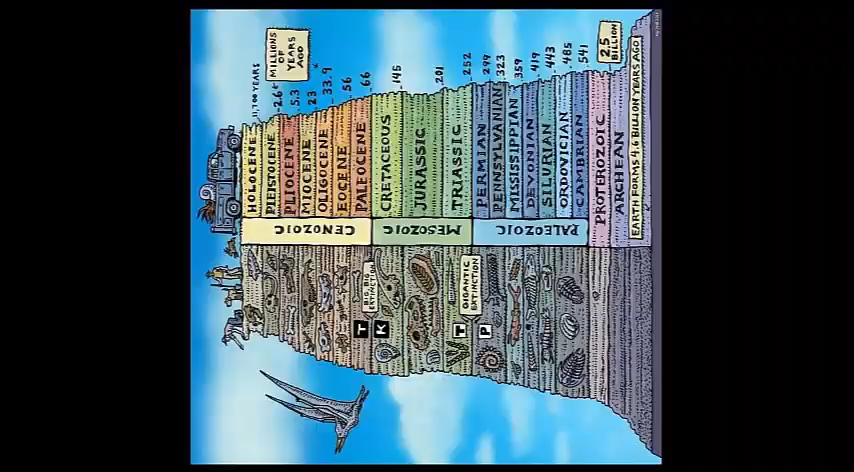 MILLIONS
OF
YEARS
AGO
11,700 YEARS
HOLOCENE
2.6
PLEISTOCENE
5.3
PLIOCENE
23
MIOCENE
33.9
OLIGOCENE
56
EOCENE
66
PALEOCENE
CENOZOIC
BIG, BIG
EXTINCTION
T
K
145
CRETACEOUS
201
JURASSIC
252
TRIASSIC
MESOZOIC
GIGANTIC
EXTINCTION
T
P
299
PERMIAN
323
PENNSYLVANIAN
359
MISSISSIPPIAN
419
DEVONIAN
443
SILURIAN
485
ORDOVICIAN
541
CAMBRIAN
PALEOZOIC
2.5
BILLION
PROTEROZOIC
ARCHEAN
EARTH FORMS 4.6 BILLION YEARS AGO